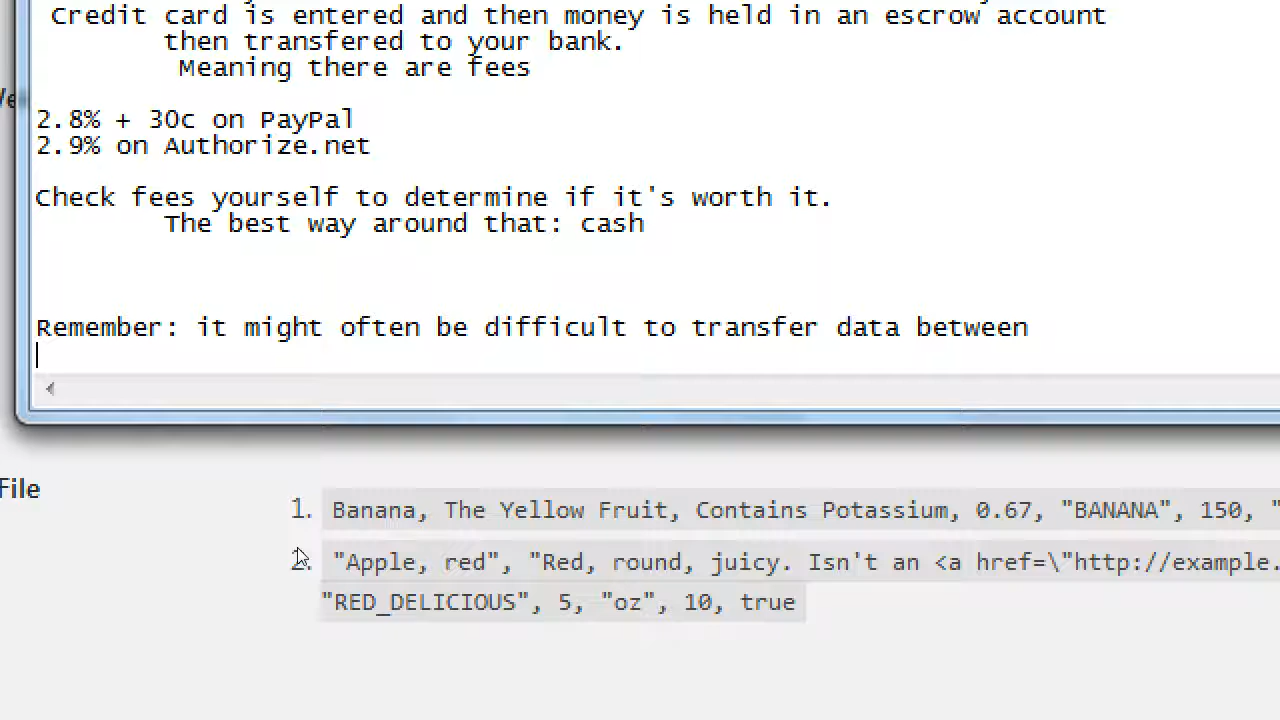 Credit card is entered and then money is held in an escrow account
then transfered to your bank.
Meaning there are fees
2.8% + 30c on PayPal
2.9% on Authorize.net
Check fees yourself to determine if it's worth it.
The best way around that: cash
Remember: it might often be difficult to transfer data between
File
1. Banana, The Yellow Fruit, Contains Potassium, 0.67, "BANANA", 150, "
2. "Apple, red", "Red, round, juicy. Isn't an <a href=\"http://example.
"RED_DELICIOUS", 5, "oz", 10, true